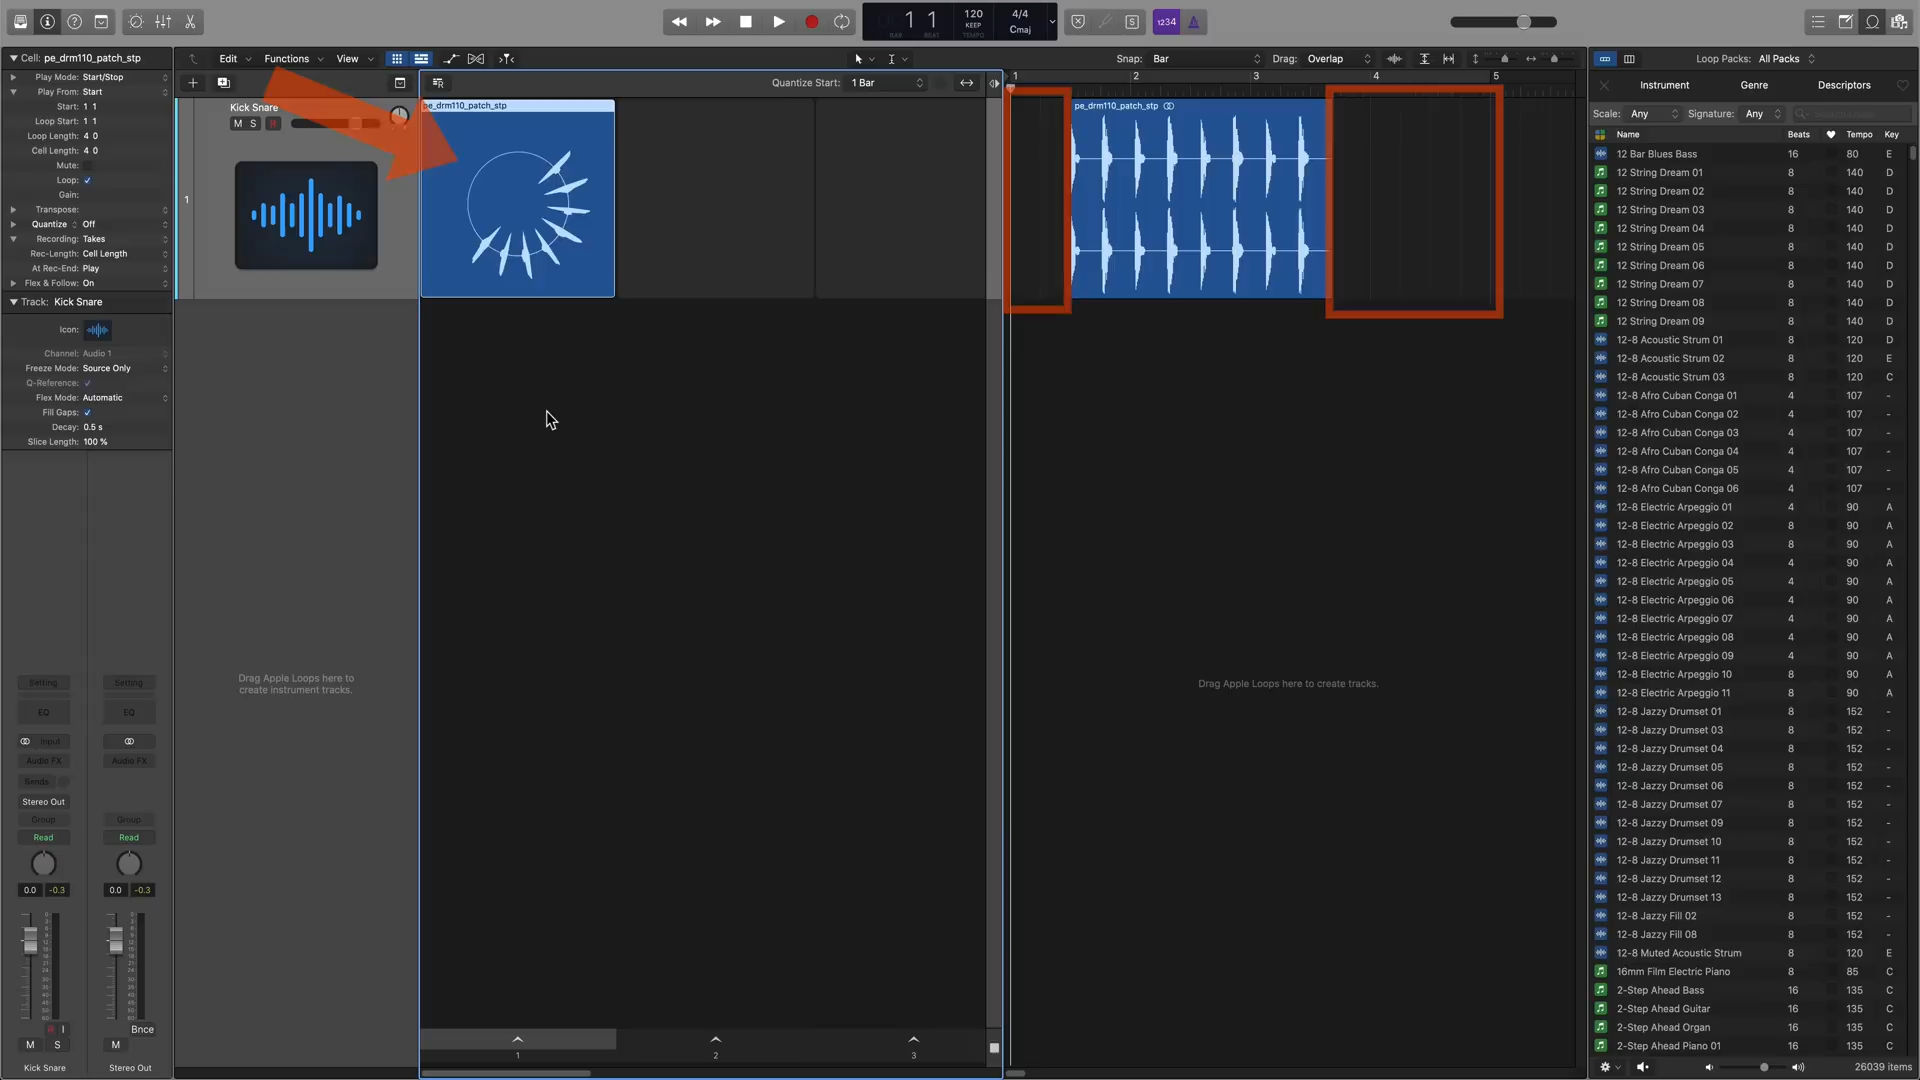 1 1
BAR BEAT
120
KEEP
TEMPO
4/4
Cmaj
1234
Cell: pe_drm110_patch_stp
Play Mode: Start/Stop
Play From: Start
Start: 1 1
Loop Start: 1 1
Loop Length: 4 0
Cell Length: 4 0
Mute:
Loop:
Gain:
Transpose:
Quantize Off
Recording: Takes
Rec-Length: Cell Length
At Rec-End: Play
Flex & Follow: On
Track: Kick Snare
Icon:
Channel: Audio 1
Freeze Mode: Source Only
Q-Reference:
Flex Mode: Automatic
Fill Gaps:
Decay: 0.5 s
Slice Length: 100 %
Setting Setting
EQ EQ
Input
Audio FX Audio FX
Sends
Stereo Out
Group Group
Read Read
0.0 -0.3 0.0 -0.3
R I Bnce
M S M
Kick Snare Stereo Out
Edit Functions View
Snap: Bar Drag: Overlap
Quantize Start: 1 Bar
1 2 3 4 5
1
Kick Snare
M S R
pe_drm110_patch_stp
pe_drm110_patch_stp
Drag Apple Loops here to
create instrument tracks.
Drag Apple Loops here to create tracks.
1 2 3
Loop Packs: All Packs
Instrument Genre Descriptors
Scale: Any Signature: Any
Name Beats Tempo Key
12 Bar Blues Bass 16 80 E
12 String Dream 01 8 140 D
12 String Dream 02 8 140 D
12 String Dream 03 8 140 D
12 String Dream 04 8 140 D
12 String Dream 05 8 140 D
12 String Dream 06 8 140 D
12 String Dream 07 8 140 D
12 String Dream 08 8 140 D
12 String Dream 09 8 140 D
12-8 Acoustic Strum 01 8 120 D
12-8 Acoustic Strum 02 8 120 E
12-8 Acoustic Strum 03 8 120 C
12-8 Afro Cuban Conga 01 4 107 -
12-8 Afro Cuban Conga 02 4 107 -
12-8 Afro Cuban Conga 03 4 107 -
12-8 Afro Cuban Conga 04 4 107 -
12-8 Afro Cuban Conga 05 4 107 -
12-8 Afro Cuban Conga 06 4 107 -
12-8 Electric Arpeggio 01 4 90 A
12-8 Electric Arpeggio 02 8 90 A
12-8 Electric Arpeggio 03 8 90 A
12-8 Electric Arpeggio 04 8 90 A
12-8 Electric Arpeggio 05 4 90 A
12-8 Electric Arpeggio 06 4 90 A
12-8 Electric Arpeggio 07 4 90 A
12-8 Electric Arpeggio 08 4 90 A
12-8 Electric Arpeggio 09 4 90 A
12-8 Electric Arpeggio 10 8 90 A
12-8 Electric Arpeggio 11 8 90 A
12-8 Jazzy Drumset 01 8 152 -
12-8 Jazzy Drumset 03 8 152 -
12-8 Jazzy Drumset 04 8 152 -
12-8 Jazzy Drumset 05 8 152 -
12-8 Jazzy Drumset 06 8 152 -
12-8 Jazzy Drumset 07 8 152 -
12-8 Jazzy Drumset 09 8 152 -
12-8 Jazzy Drumset 10 8 152 -
12-8 Jazzy Drumset 11 8 152 -
12-8 Jazzy Drumset 12 8 152 -
12-8 Jazzy Drumset 13 8 152 -
12-8 Jazzy Fill 02 8 152 -
12-8 Jazzy Fill 08 8 152 -
12-8 Muted Acoustic Strum 8 120 E
16mm Film Electric Piano 8 85 C
2-Step Ahead Bass 16 135 C
2-Step Ahead Guitar 16 135 C
2-Step Ahead Organ 16 135 C
2-Step Ahead Piano 01 16 135 C
26039 items